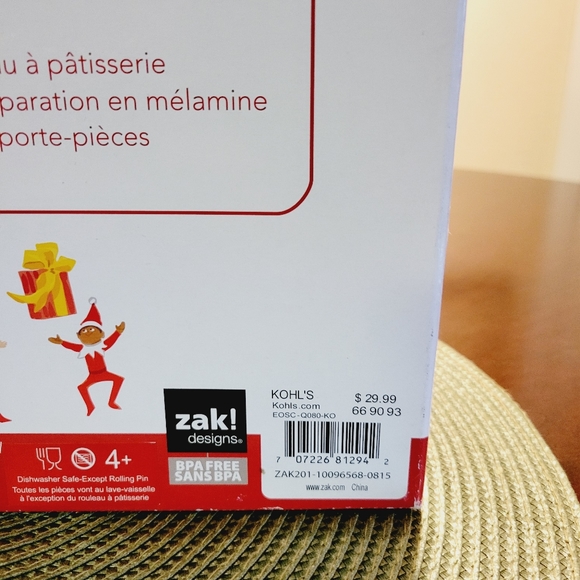 à pâtisserie
en mélamine
porte-pièces
zak!
designs®
BPA FREE
SANS BPA
4+
Dishwasher Safe-Except Rolling Pin
Toutes les pièces vont au lave-vaisselle
à l'exception du rouleau à pâtisserie
KOHL'S $ 29.99
Kohls.com 66 90 93
EOSC-Q080-KO
7 07226 81294 2
ZAK201-10096568-0815
www.zak.com China